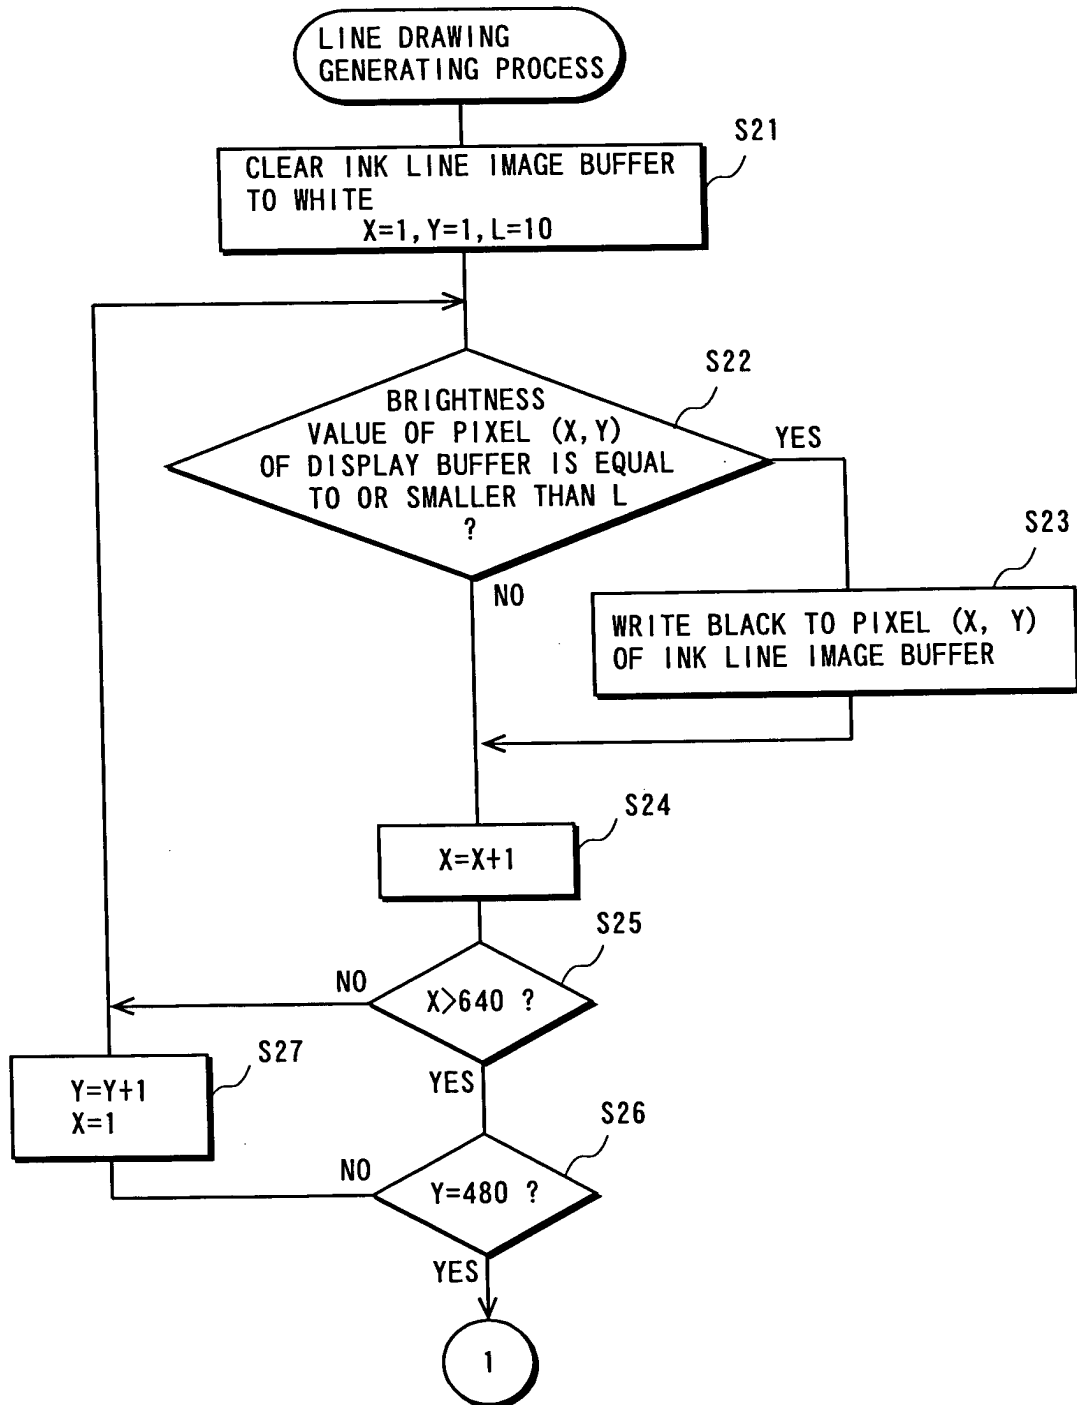 LINE DRAWING
GENERATING PROCESS
S21
CLEAR INK LINE IMAGE BUFFER
TO WHITE
X=1,Y=1,L=10
S22
BRIGHTNESS
VALUE OF PIXEL (X,Y)
OF DISPLAY BUFFER IS EQUAL
TO OR SMALLER THAN L
?
YES
NO
S23
WRITE BLACK TO PIXEL (X, Y)
OF INK LINE IMAGE BUFFER
S24
X=X+1
S25
X>640 ?
NO
YES
S27
Y=Y+1
X=1
S26
Y=480 ?
NO
YES
1